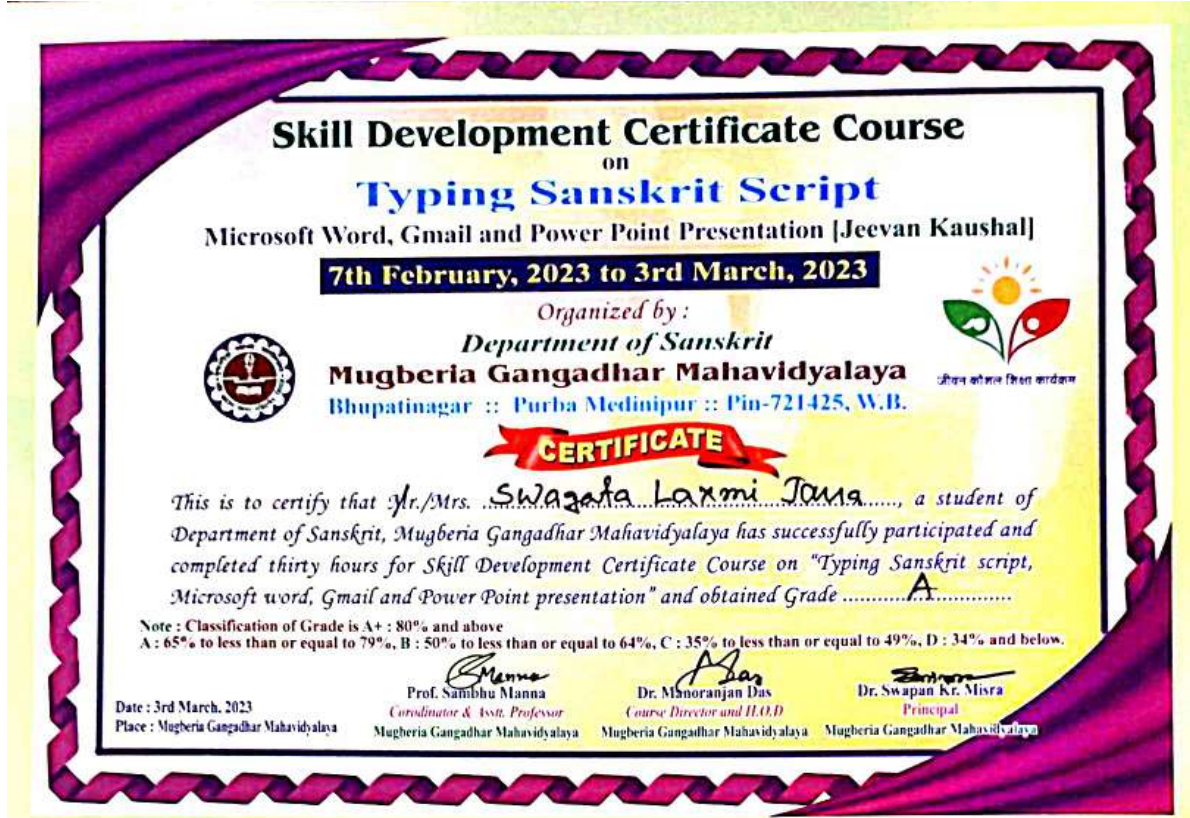 Skill Development Certificate Course
on
Typing Sanskrit Script
Microsoft Word, Gmail and Power Point Presentation [Jeevan Kaushal]
7th February, 2023 to 3rd March, 2023
Organized by :
Department of Sanskrit
Mugberia Gangadhar Mahavidyalaya
जीवन कौशल शिक्षा कार्यक्रम
Bhupatinagar :: Purba Medinipur :: Pin-721425, W.B.
CERTIFICATE
This is to certify that Mr./Mrs. Swagata Laxmi Jana, a student of
Department of Sanskrit, Mugberia Gangadhar Mahavidyalaya has successfully participated and
completed thirty hours for Skill Development Certificate Course on "Typing Sanskrit script,
Microsoft word, Gmail and Power Point presentation" and obtained Grade ............A...............
Note : Classification of Grade is A+ : 80% and above
A : 65% to less than or equal to 79%, B : 50% to less than or equal to 64%, C : 35% to less than or equal to 49%, D : 34% and below.
SManna
Prof. Sambhu Manna
Corodinator & Asstt. Professor
Mugberia Gangadhar Mahavidyalaya
Das
Dr. Manoranjan Das
Course Director and H.O.D
Mugberia Gangadhar Mahavidyalaya
Dr. Swapan Kr. Misra
Principal
Mugberia Gangadhar Mahavidyalaya
Date : 3rd March, 2023
Place : Mugberia Gangadhar Mahavidyalaya